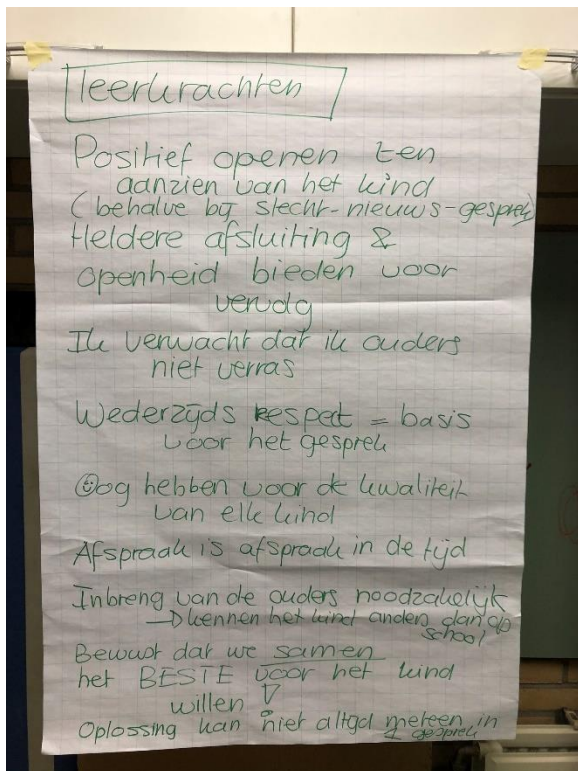 leerkrachten
Positief openen ten
aanzien van het kind
(behalve bij slecht-nieuws-gesprek)
Heldere afsluiting &
openheid bieden voor
vervolg
Ik verwacht dat ik ouders
niet verras
Wederzijds respect = basis
voor het gesprek
Oog hebben voor de kwaliteit
van elk kind
Afspraak is afspraak in de tijd
Inbreng van de ouders noodzakelijk
→ kennen het kind anders dan op
school
Bewust dat we samen
het BESTE voor het kind
willen
Oplossing kan niet altijd meteen in
1 gesprek